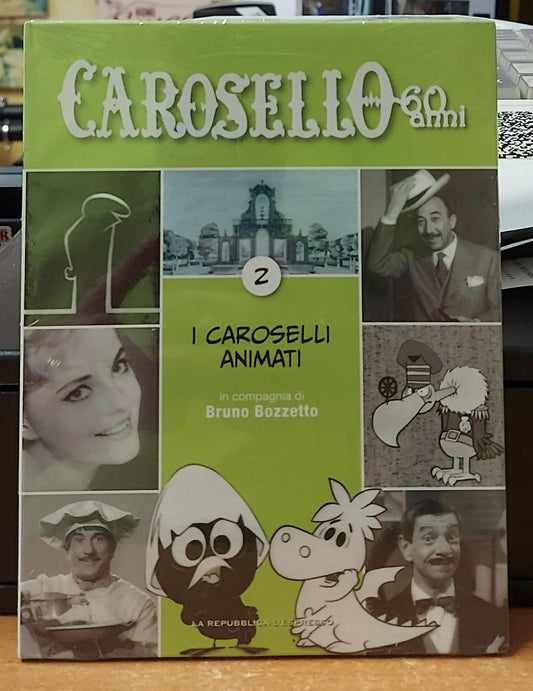 CAROSELLO 60
anni
2
I CAROSELLI
ANIMATI
in compagnia di
Bruno Bozzetto
LA REPUBBLICA-L'ESPRESSO